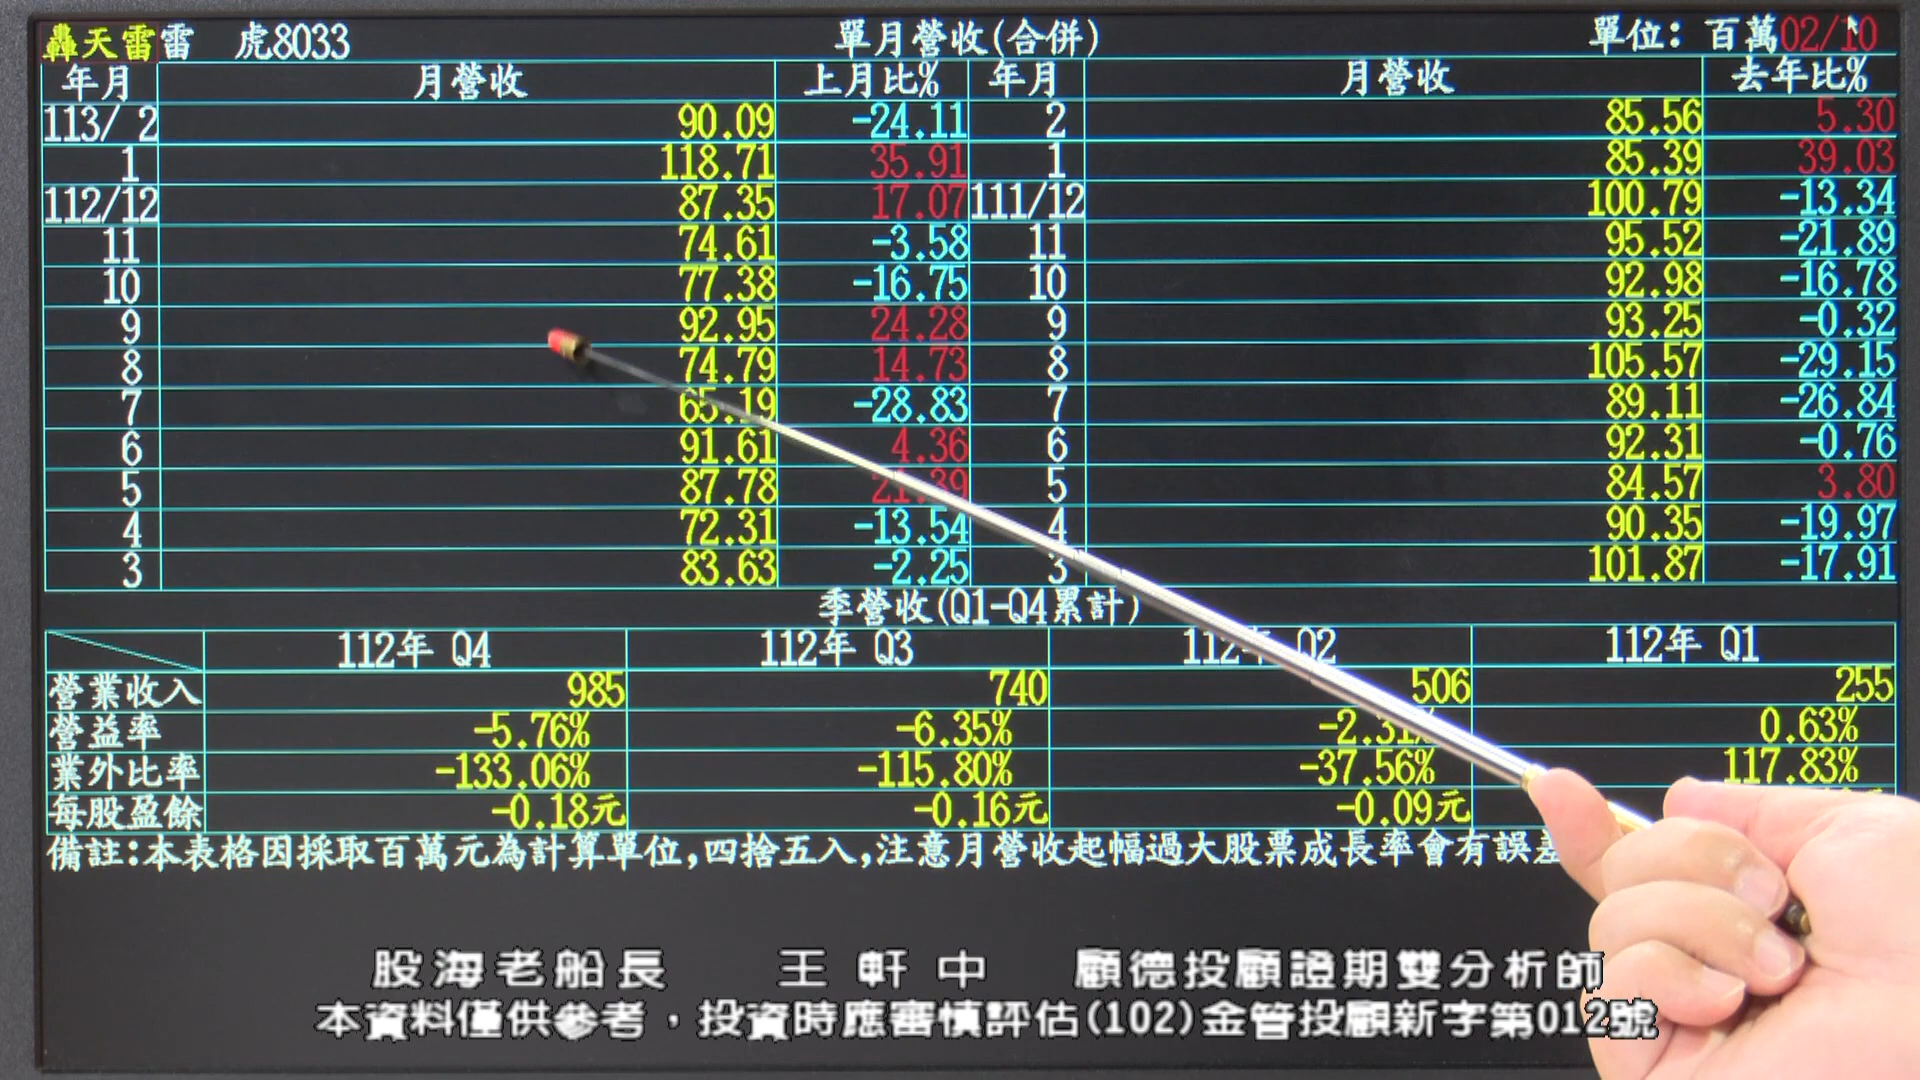 轟天雷雷 虎8033 單月營收(合併) 單位：百萬02/10
年月 月營收 上月比% 年月 月營收 去年比%
113/ 2 90.09 -24.11 2 85.56 5.30
1 118.71 35.91 1 85.39 39.03
112/12 87.35 17.07 111/12 100.79 -13.34
11 74.61 -3.58 11 95.52 -21.89
10 77.38 -16.75 10 92.98 -16.78
9 92.95 24.28 9 93.25 -0.32
8 74.79 14.73 8 105.57 -29.15
7 65.19 -28.83 7 89.11 -26.84
6 91.61 4.36 6 92.31 -0.76
5 87.78 21.39 5 84.57 3.80
4 72.31 -13.54 4 90.35 -19.97
3 83.63 -2.25 3 101.87 -17.91
季營收(Q1-Q4累計)
112年 Q4 112年 Q3 112年 Q2 112年 Q1
營業收入 985 740 506 255
營益率 -5.76% -6.35% -2.31% 0.63%
業外比率 -133.06% -115.80% -37.56% 117.83%
每股盈餘 -0.18元 -0.16元 -0.09元
備註:本表格因採取百萬元為計算單位,四捨五入,注意月營收起幅過大股票成長率會有誤差
股海老船長 王軒中 顧德投顧證期雙分析師
本資料僅供參考，投資時應審慎評估(102)金管投顧新字第012號